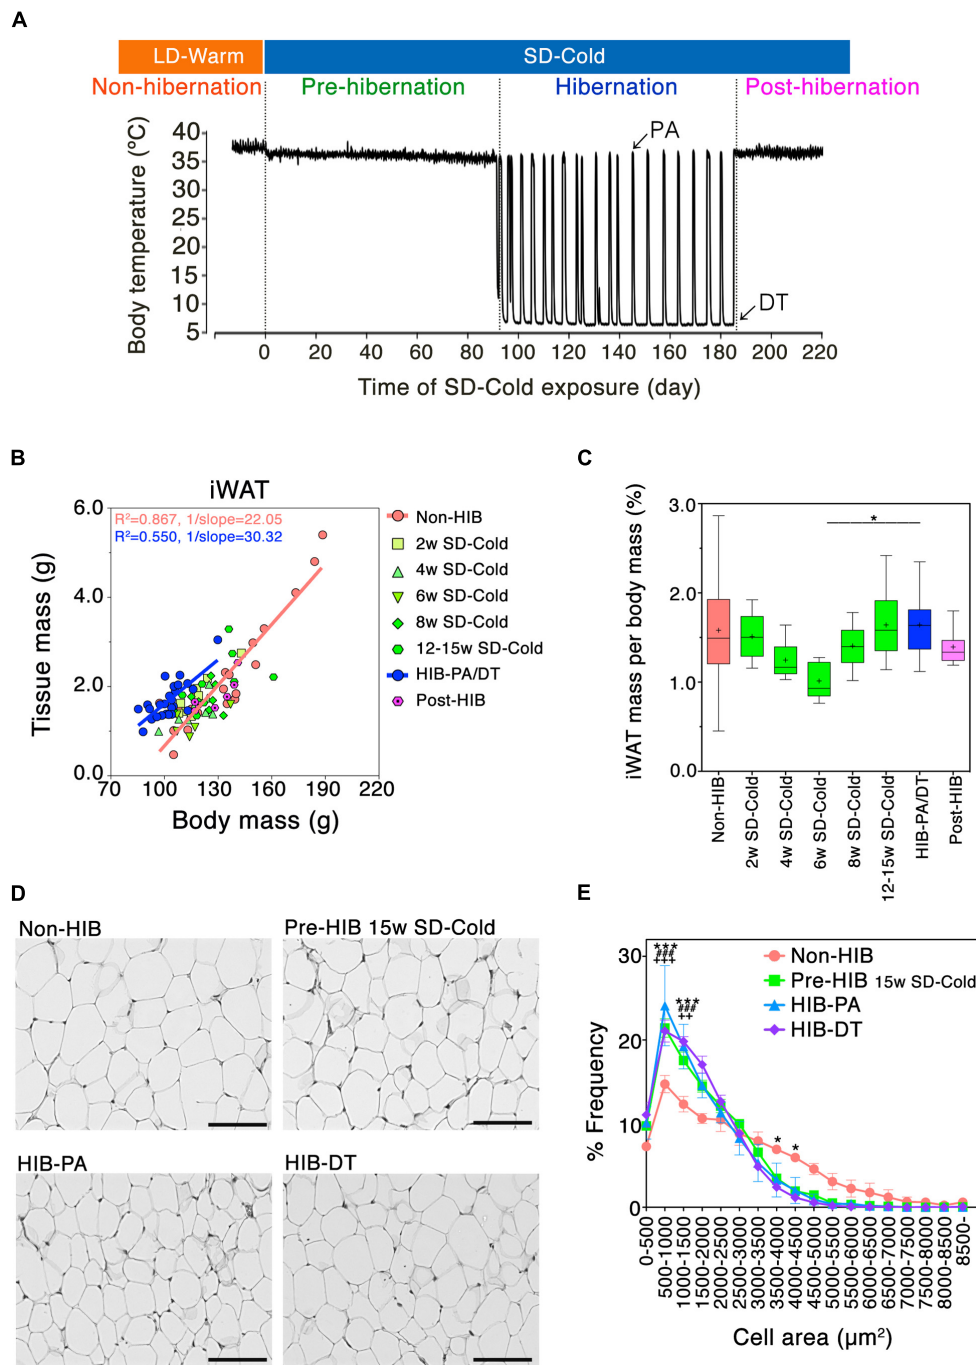 A
LD-Warm SD-Cold
Non-hibernation Pre-hibernation Hibernation Post-hibernation
Body temperature (ºC)
40
35
30
25
20
15
10
5
PA
DT
0 20 40 60 80 100 120 140 160 180 200 220
Time of SD-Cold exposure (day)
B
iWAT
R²=0.867, 1/slope=22.05
R²=0.550, 1/slope=30.32
Tissue mass (g)
6.0
4.0
2.0
0.0
70 100 130 160 190 220
Body mass (g)
Non-HIB
2w SD-Cold
4w SD-Cold
6w SD-Cold
8w SD-Cold
12-15w SD-Cold
HIB-PA/DT
Post-HIB
C
iWAT mass per body mass (%)
3.0
2.0
1.0
0.0
*
Non-HIB
2w SD-Cold
4w SD-Cold
6w SD-Cold
8w SD-Cold
12-15w SD-Cold
HIB-PA/DT
Post-HIB
D
Non-HIB
Pre-HIB 15w SD-Cold
HIB-PA
HIB-DT
E
% Frequency
30
20
10
0
***
###
+++
***
###
++
* *
Non-HIB
Pre-HIB 15w SD-Cold
HIB-PA
HIB-DT
0-500
500-1000
1000-1500
1500-2000
2000-2500
2500-3000
3000-3500
3500-4000
4000-4500
4500-5000
5000-5500
5500-6000
6000-6500
6500-7000
7000-7500
7500-8000
8000-8500
8500-
Cell area (µm²)